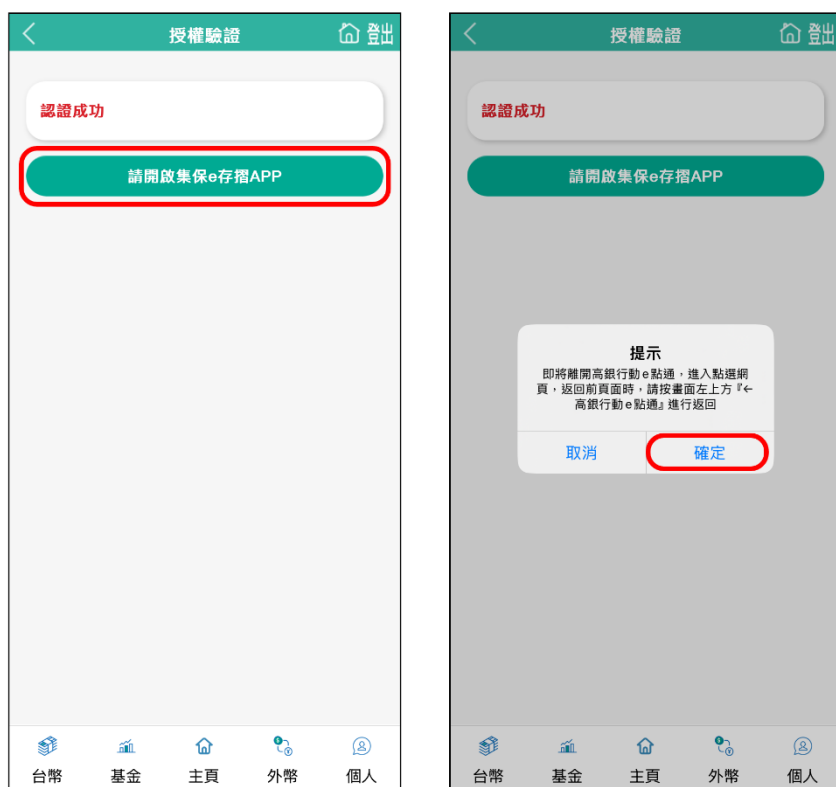 授權驗證
登出
認證成功
請開啟集保e存摺APP
台幣
基金
主頁
外幣
個人
授權驗證
登出
認證成功
請開啟集保e存摺APP
提示
即將離開高銀行動e點通,進入點選網
頁,返回前頁面時,請按畫面左上方『←
高銀行動e點通』進行返回
取消
確定
台幣
基金
主頁
外幣
個人